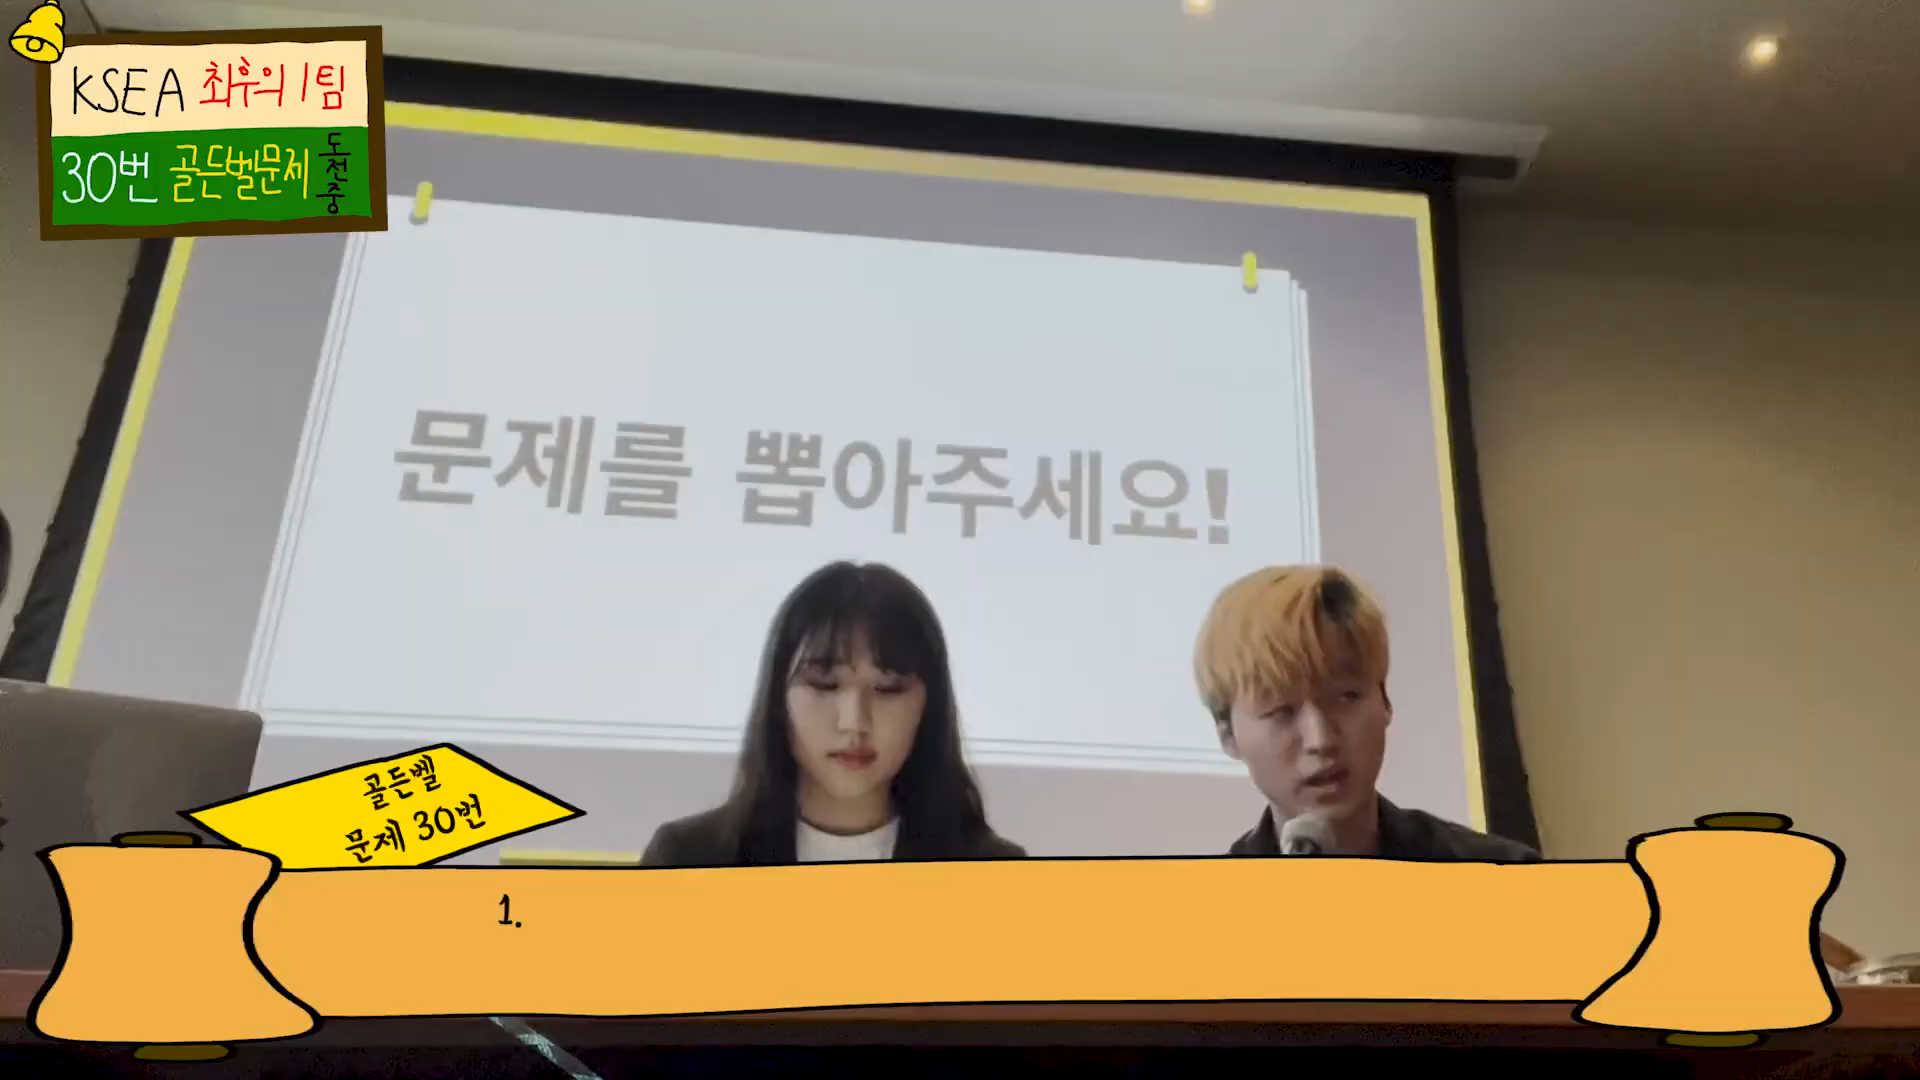 KSEA 최후의 1팀
30번 골든벨문제 도전중
문제를 뽑아주세요!
골든벨
문제 30번
1.